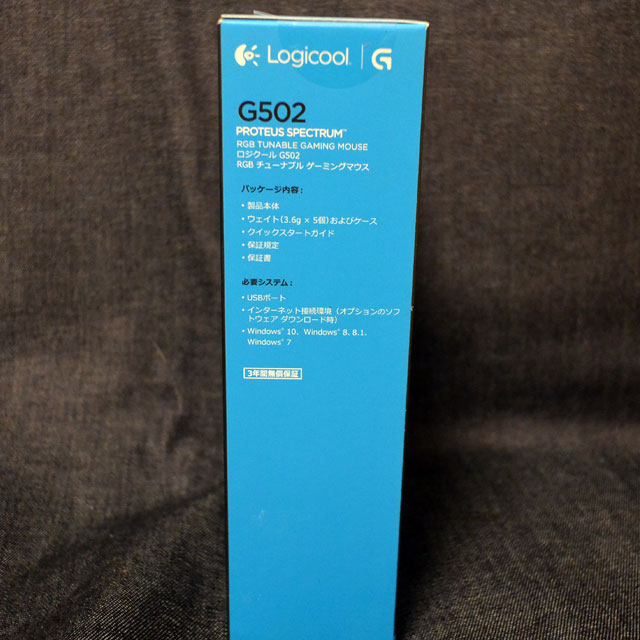 Logicool G
G502
PROTEUS SPECTRUM™
RGB TUNABLE GAMING MOUSE
ロジクール G502
RGB チューナブル ゲーミングマウス
パッケージ内容:
・製品本体
・ウェイト(3.6g × 5個)およびケース
・クイックスタートガイド
・保証規定
・保証書
必要システム:
・USBポート
・インターネット接続環境(オプションのソフ
トウェア ダウンロード時)
・Windows® 10、Windows® 8、8.1、
Windows® 7
3年間無償保証